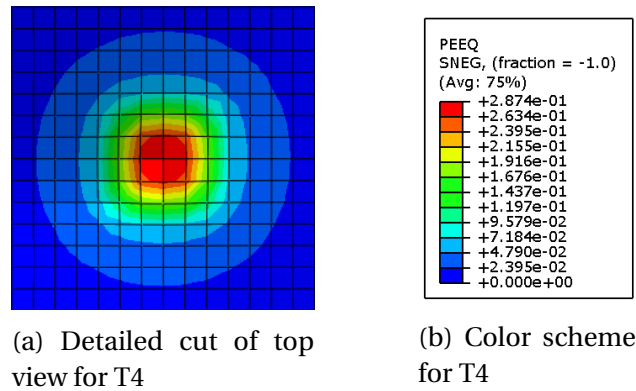 PEEQ
SNEG, (fraction = -1.0)
(Avg: 75%)
+2.874e-01
+2.634e-01
+2.395e-01
+2.155e-01
+1.916e-01
+1.676e-01
+1.437e-01
+1.197e-01
+9.579e-02
+7.184e-02
+4.790e-02
+2.395e-02
+0.000e+00
(a) Detailed cut of top
view for T4
(b) Color scheme
for T4